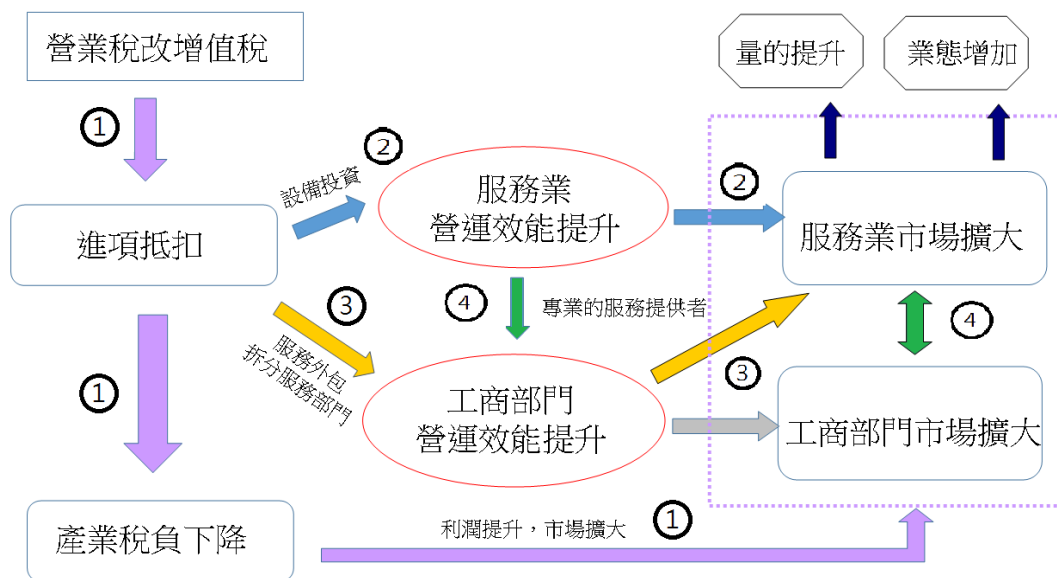 營業稅改增值稅
量的提升
業態增加
①
②
設備投資
服務業
營運效能提升
②
服務業市場擴大
進項抵扣
③
④
專業的服務提供者
④
服務外包
拆分服務部門
③
①
工商部門
營運效能提升
工商部門市場擴大
產業稅負下降
利潤提升，市場擴大
①